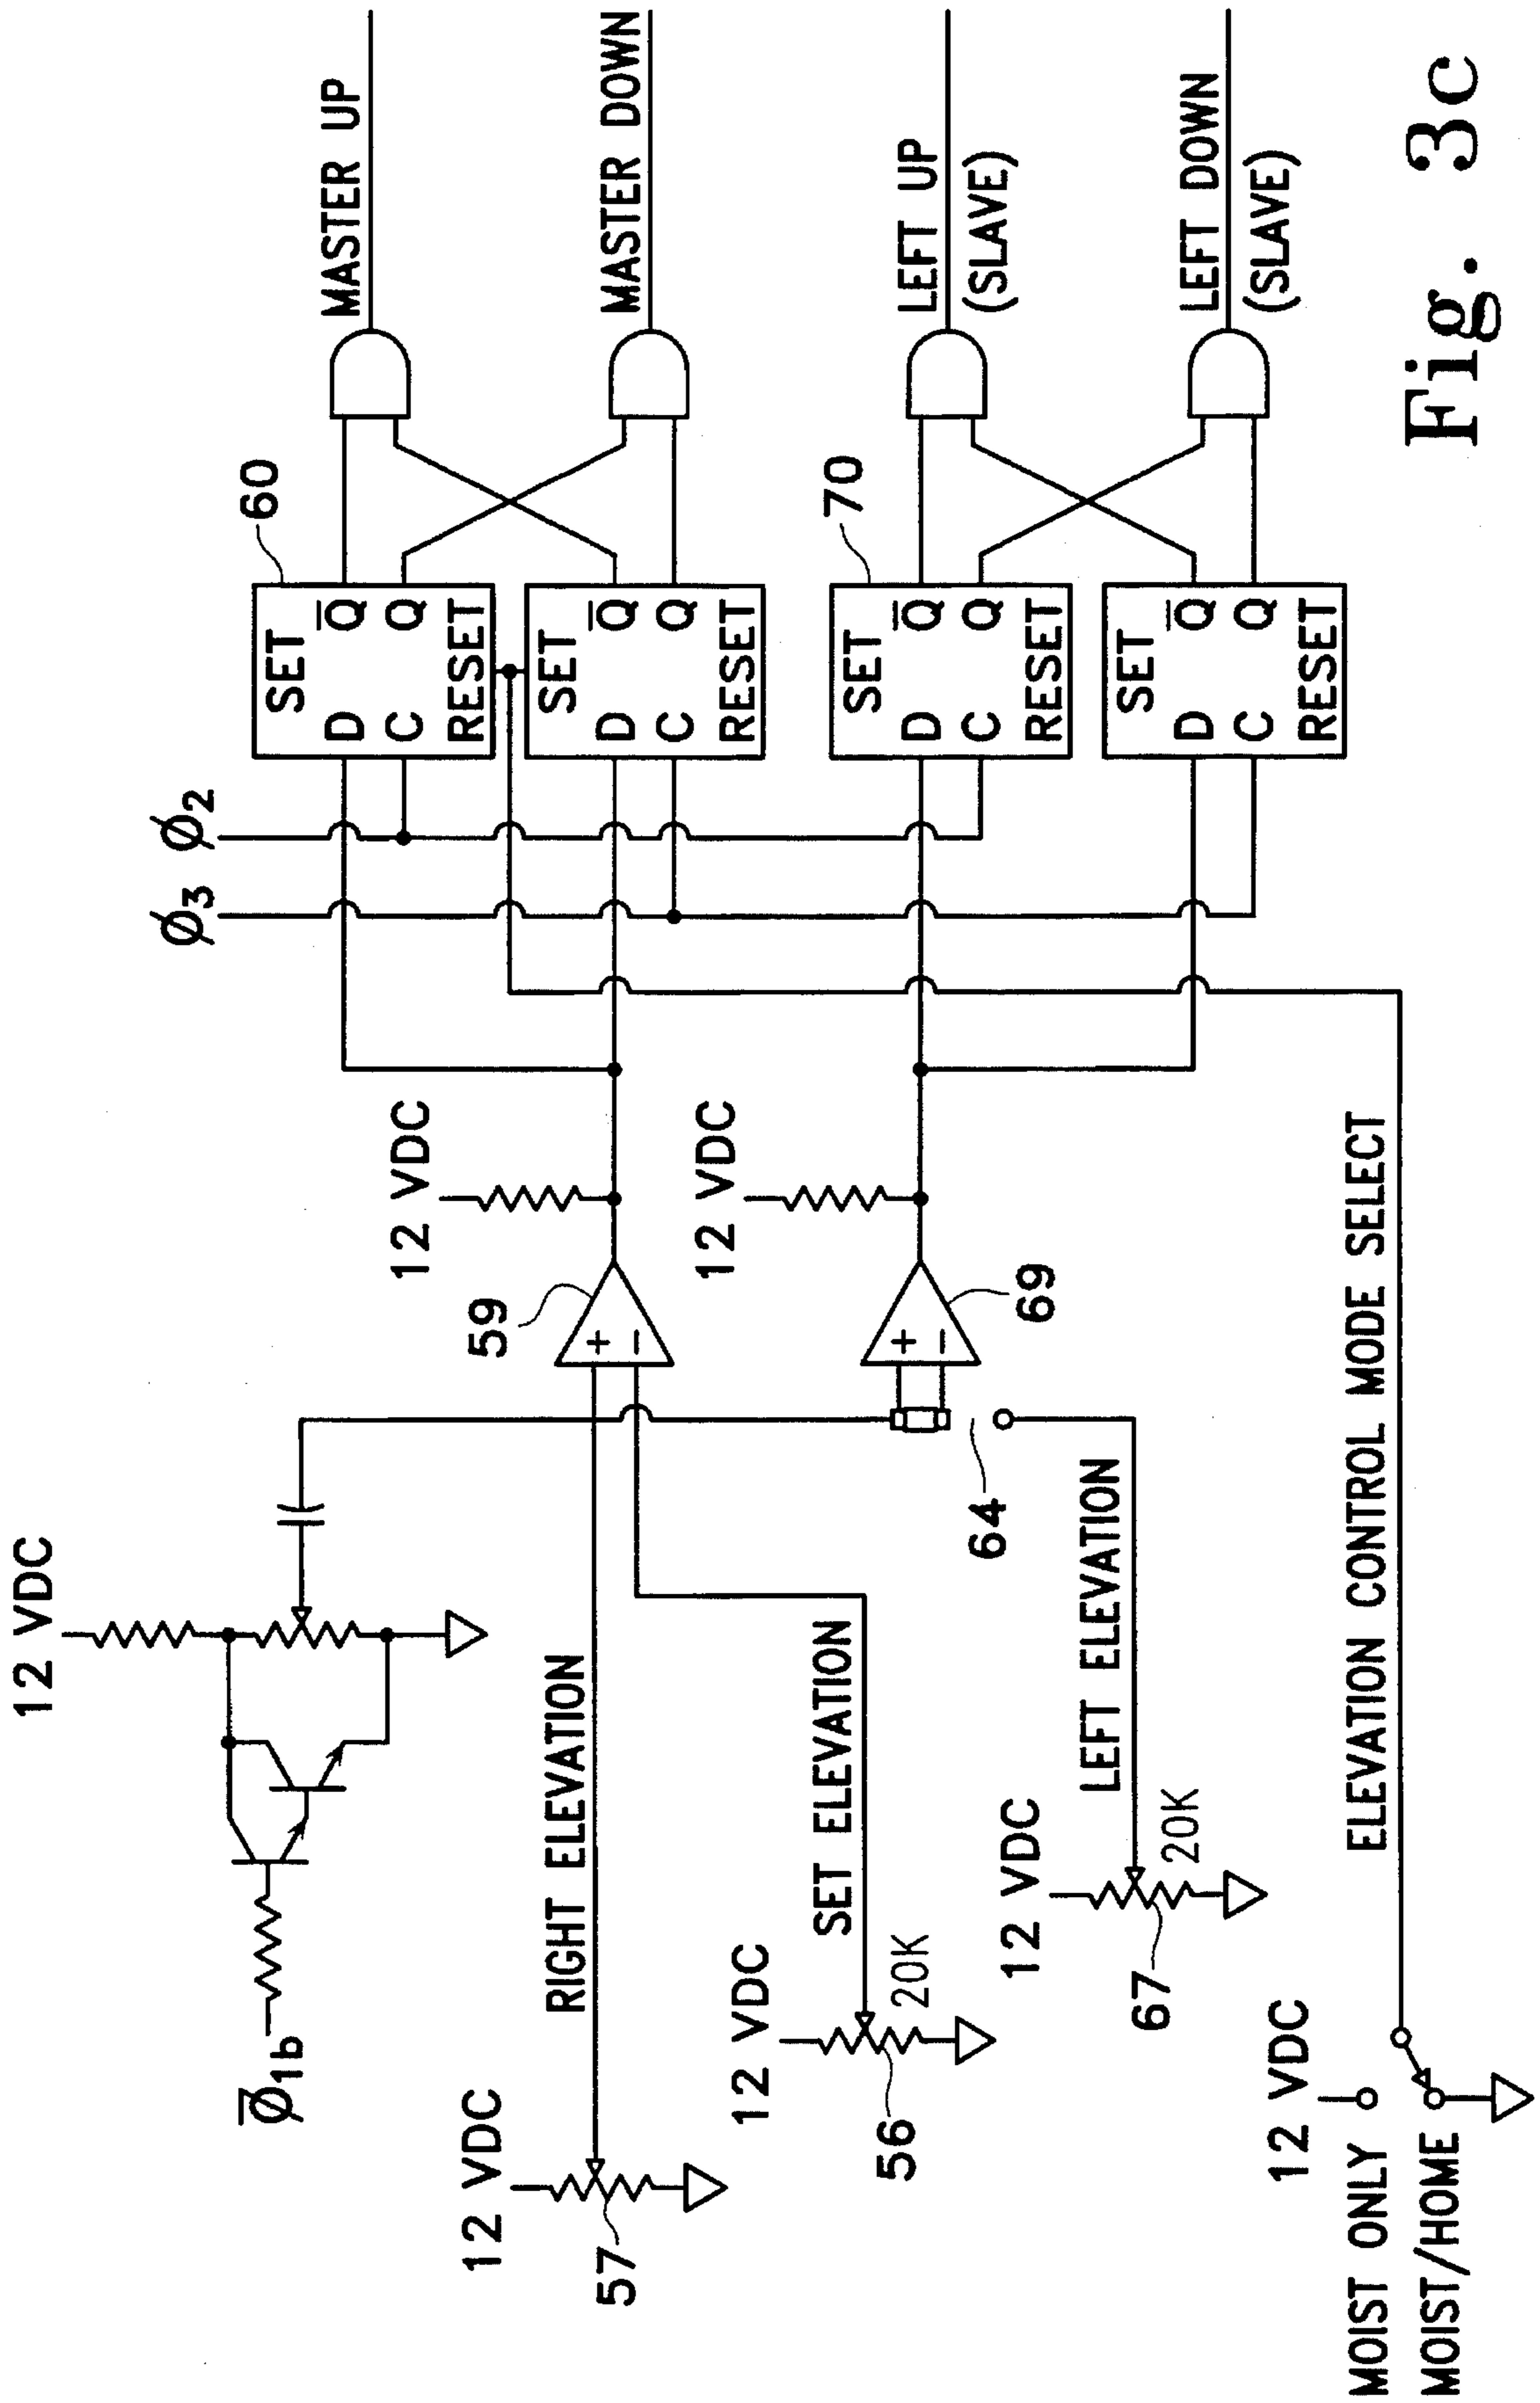 12 VDC
Φ̅1b
12 VDC
57
RIGHT ELEVATION
12 VDC
56
20K
SET ELEVATION
12 VDC
67
20K
LEFT ELEVATION
64
59
+
−
12 VDC
69
+
−
12 VDC
12 VDC
MOIST ONLY
MOIST/HOME
ELEVATION CONTROL MODE SELECT
Φ3
Φ2
60
SET
D Q̅
C Q
RESET
SET
D Q̅
C Q
RESET
70
SET
D Q̅
C Q
RESET
SET
D Q̅
C Q
RESET
MASTER UP
MASTER DOWN
LEFT UP
(SLAVE)
LEFT DOWN
(SLAVE)
Fig. 3c